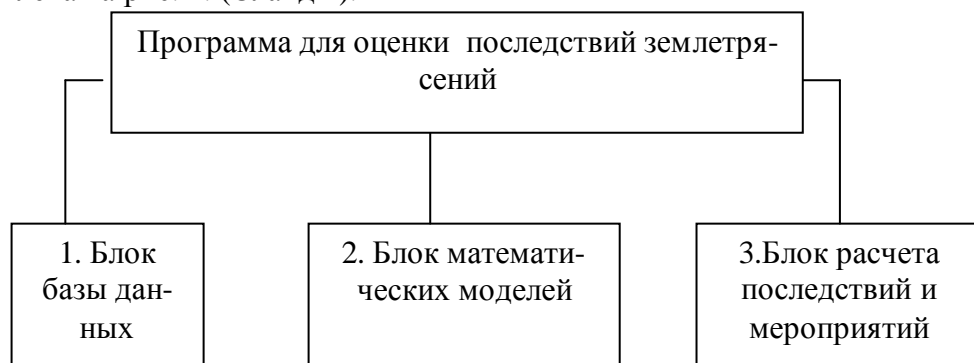 Программа для оценки последствий землетря-
сений
1. Блок
базы дан-
ных
2. Блок математи-
ческих моделей
3.Блок расчета
последствий и
мероприятий